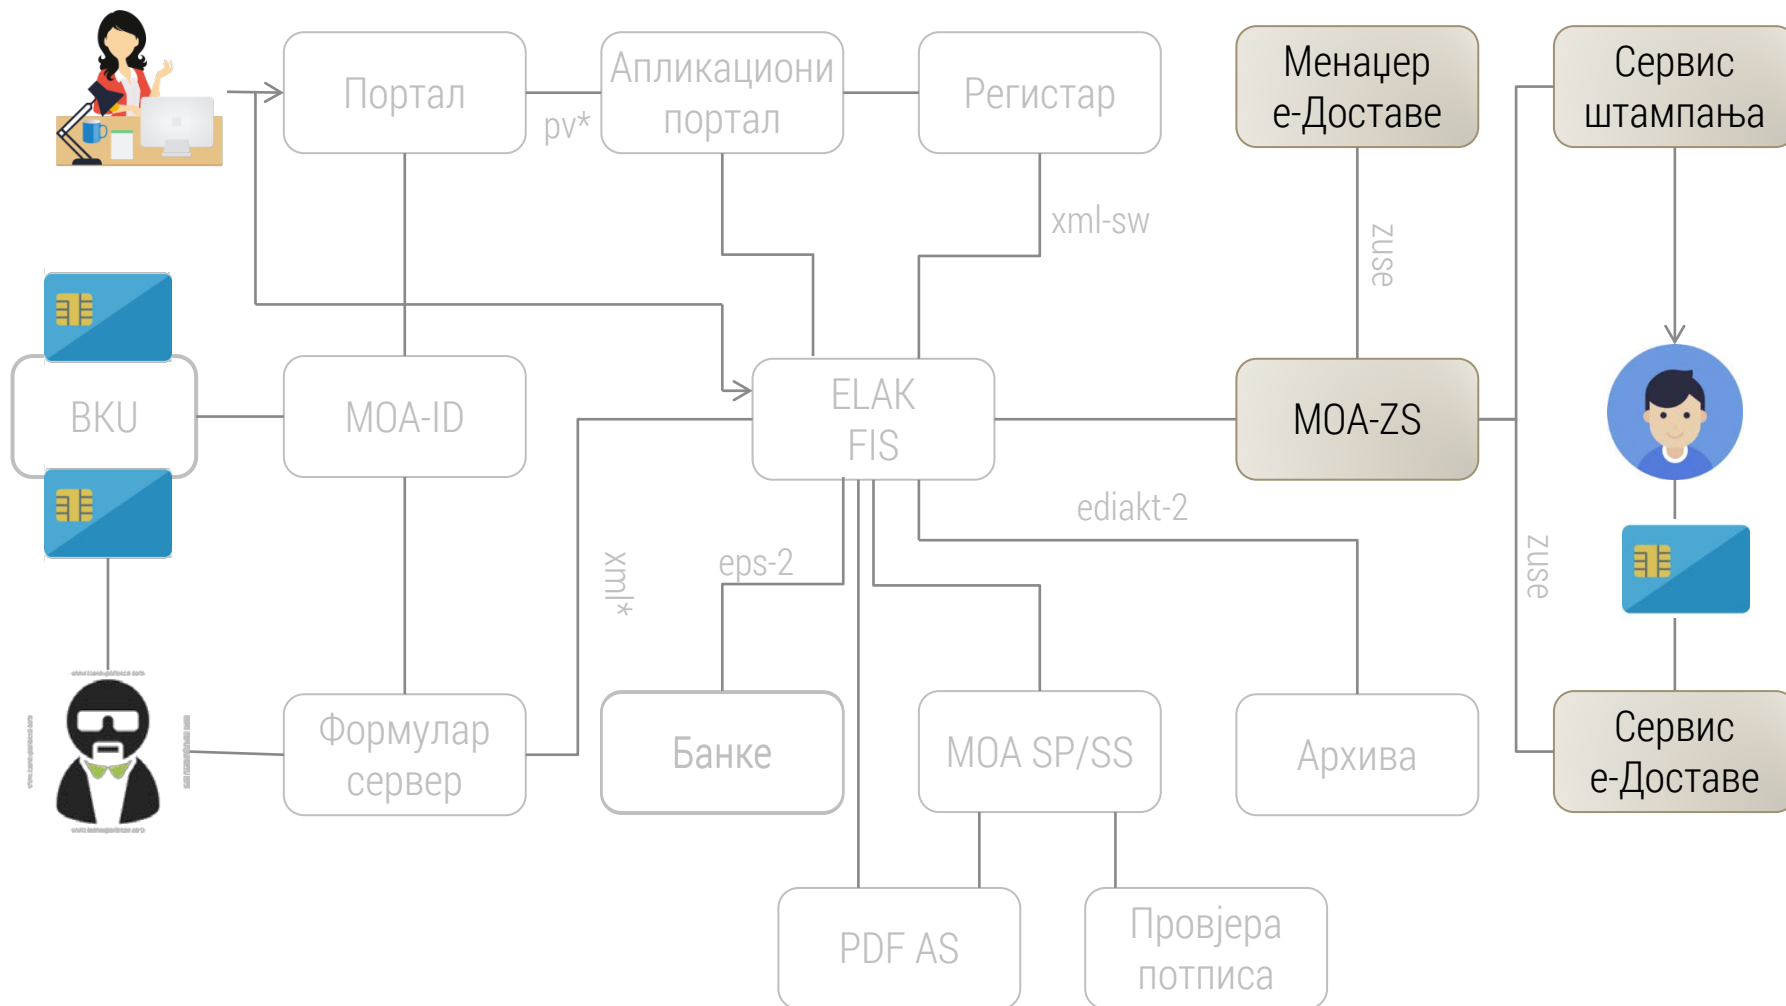 Портал
pv*
Апликациони
портал
Регистар
Менаџер
е-Доставе
Сервис
штампања
xml-sw
zuse
BKU
MOA-ID
ELAK
FIS
MOA-ZS
ediakt-2
eps-2
xml*
zuse
Формулар
сервер
Банке
MOA SP/SS
Архива
Сервис
е-Доставе
PDF AS
Провјера
потписа